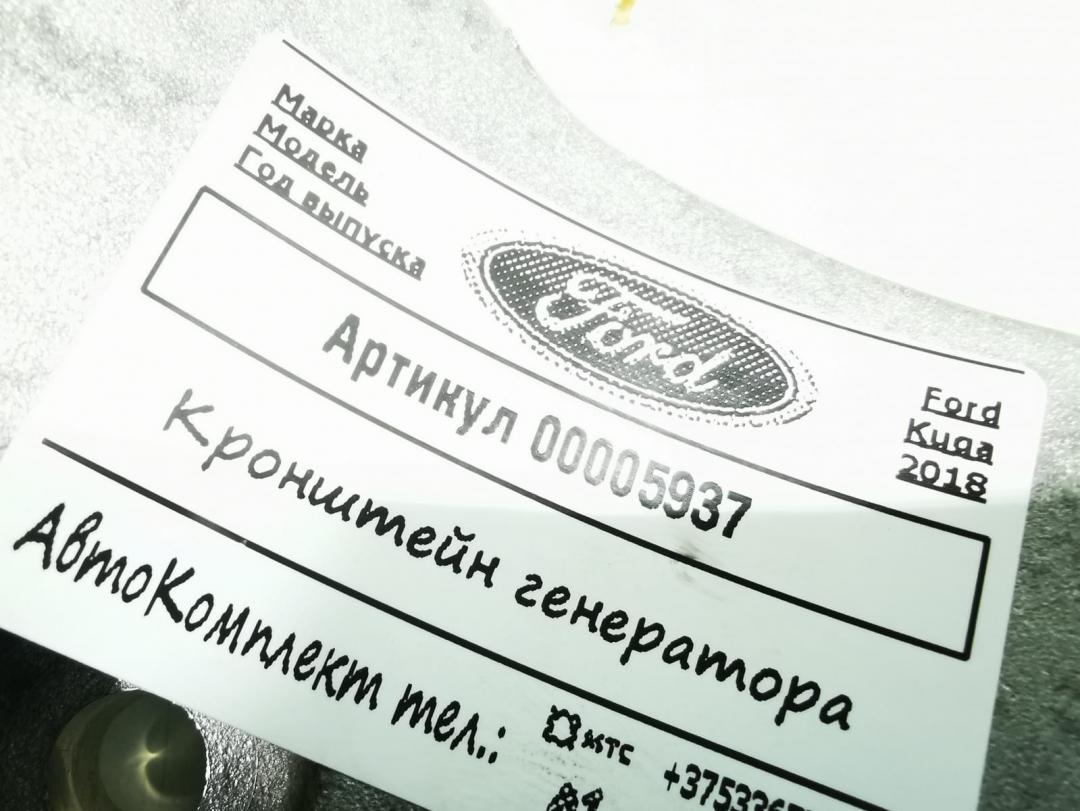 Марка
Модель
Год выпуска
Ford
Ford
Kuga
2018
Артикул 00005937
Кронштейн генератора
АвтоКомплект тел.:
мтс